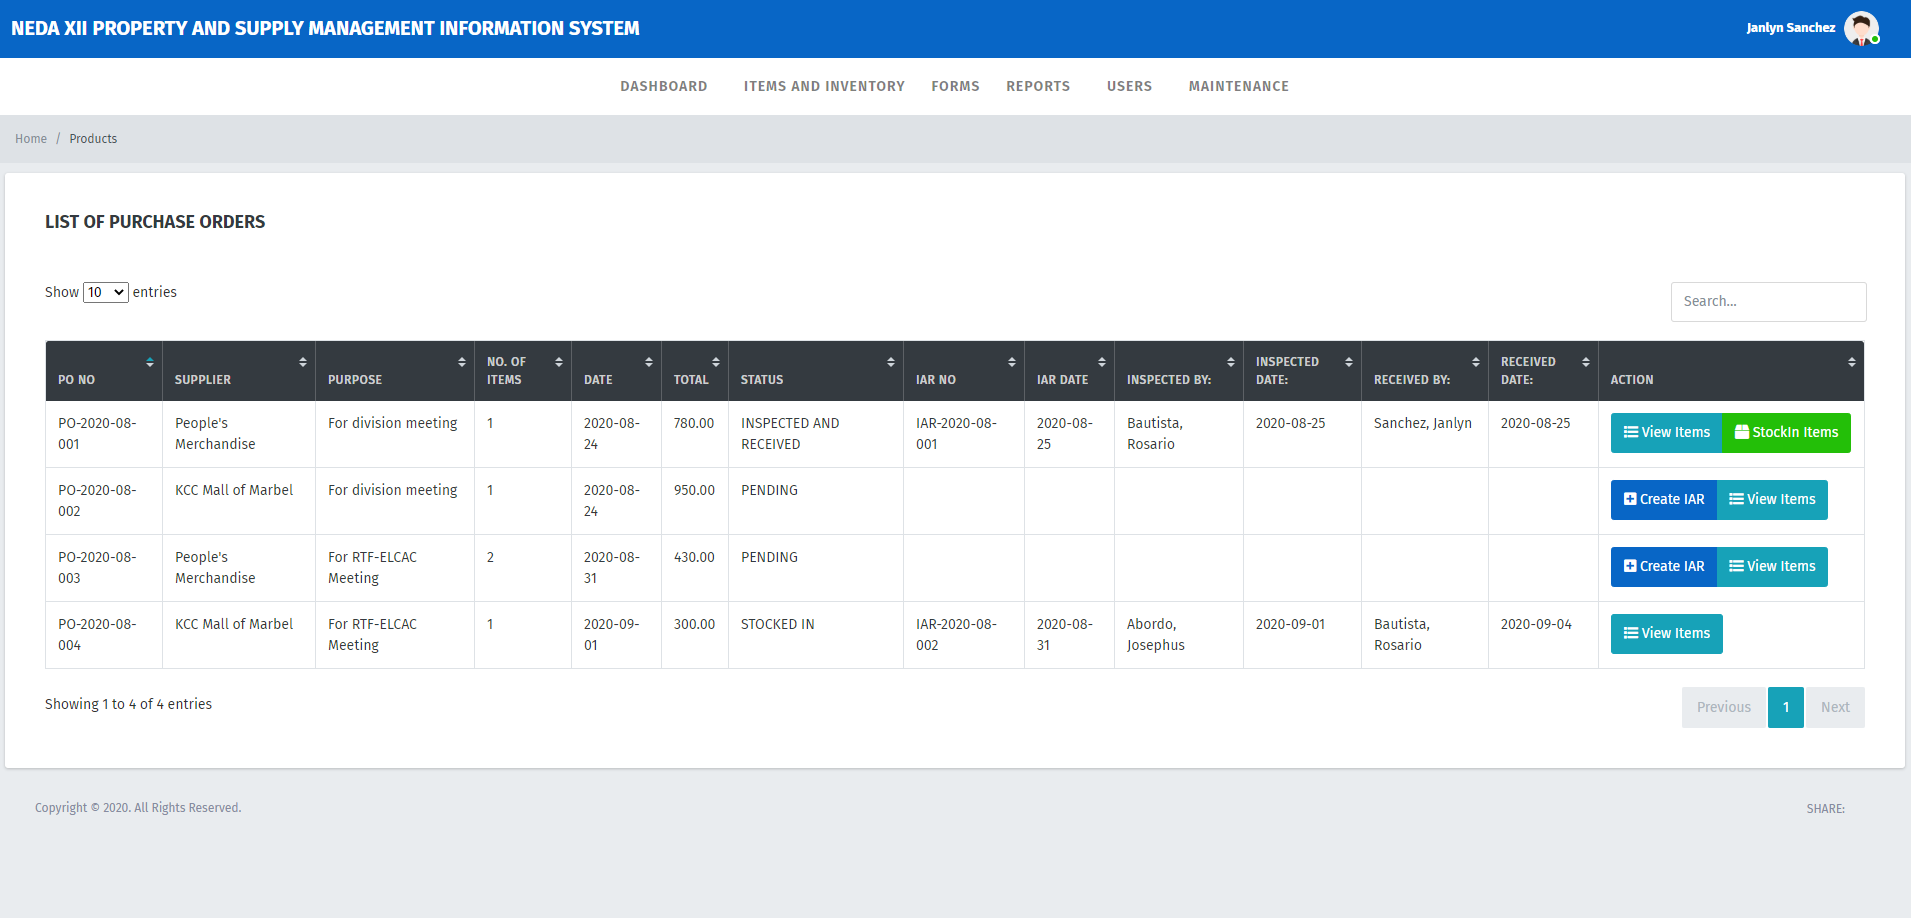 NEDA XII PROPERTY AND SUPPLY MANAGEMENT INFORMATION SYSTEM
Janlyn Sanchez
DASHBOARD ITEMS AND INVENTORY FORMS REPORTS USERS MAINTENANCE
Home / Products
LIST OF PURCHASE ORDERS
Show 10 entries
Search...
PO NO SUPPLIER PURPOSE NO. OF ITEMS DATE TOTAL STATUS IAR NO IAR DATE INSPECTED BY: INSPECTED DATE: RECEIVED BY: RECEIVED DATE: ACTION
PO-2020-08-001 People's Merchandise For division meeting 1 2020-08-24 780.00 INSPECTED AND RECEIVED IAR-2020-08-001 2020-08-25 Bautista, Rosario 2020-08-25 Sanchez, Janlyn 2020-08-25 View Items StockIn Items
PO-2020-08-002 KCC Mall of Marbel For division meeting 1 2020-08-24 950.00 PENDING Create IAR View Items
PO-2020-08-003 People's Merchandise For RTF-ELCAC Meeting 2 2020-08-31 430.00 PENDING Create IAR View Items
PO-2020-08-004 KCC Mall of Marbel For RTF-ELCAC Meeting 1 2020-09-01 300.00 STOCKED IN IAR-2020-08-002 2020-08-31 Abordo, Josephus 2020-09-01 Bautista, Rosario 2020-09-04 View Items
Showing 1 to 4 of 4 entries
Previous 1 Next
Copyright © 2020. All Rights Reserved.
SHARE: